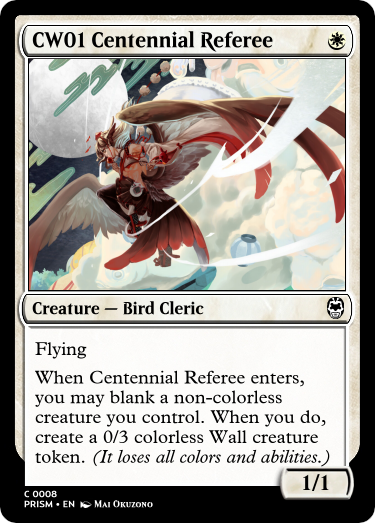 CW01 Centennial Referee
Creature — Bird Cleric
Flying
When Centennial Referee enters,
you may blank a non-colorless
creature you control. When you do,
create a 0/3 colorless Wall creature
token. (It loses all colors and abilities.)
1/1
C 0008
PRISM • EN Mai Okuzono